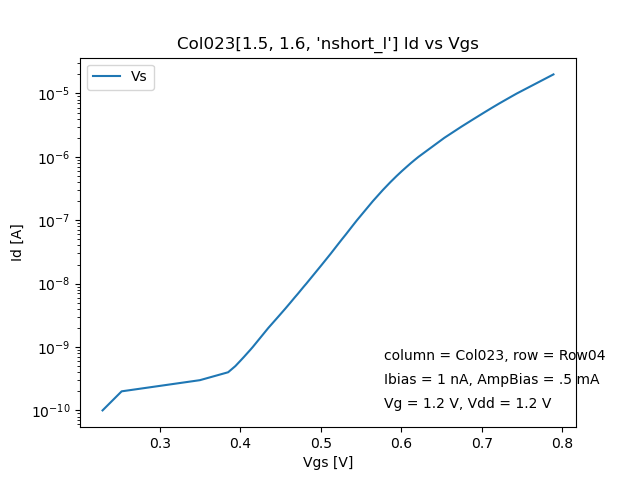 Col023[1.5, 1.6, 'nshort_l'] Id vs Vgs
Vs
10⁻⁵
10⁻⁶
10⁻⁷
10⁻⁸
10⁻⁹
10⁻¹⁰
Id [A]
column = Col023, row = Row04
Ibias = 1 nA, AmpBias = .5 mA
Vg = 1.2 V, Vdd = 1.2 V
0.3 0.4 0.5 0.6 0.7 0.8
Vgs [V]